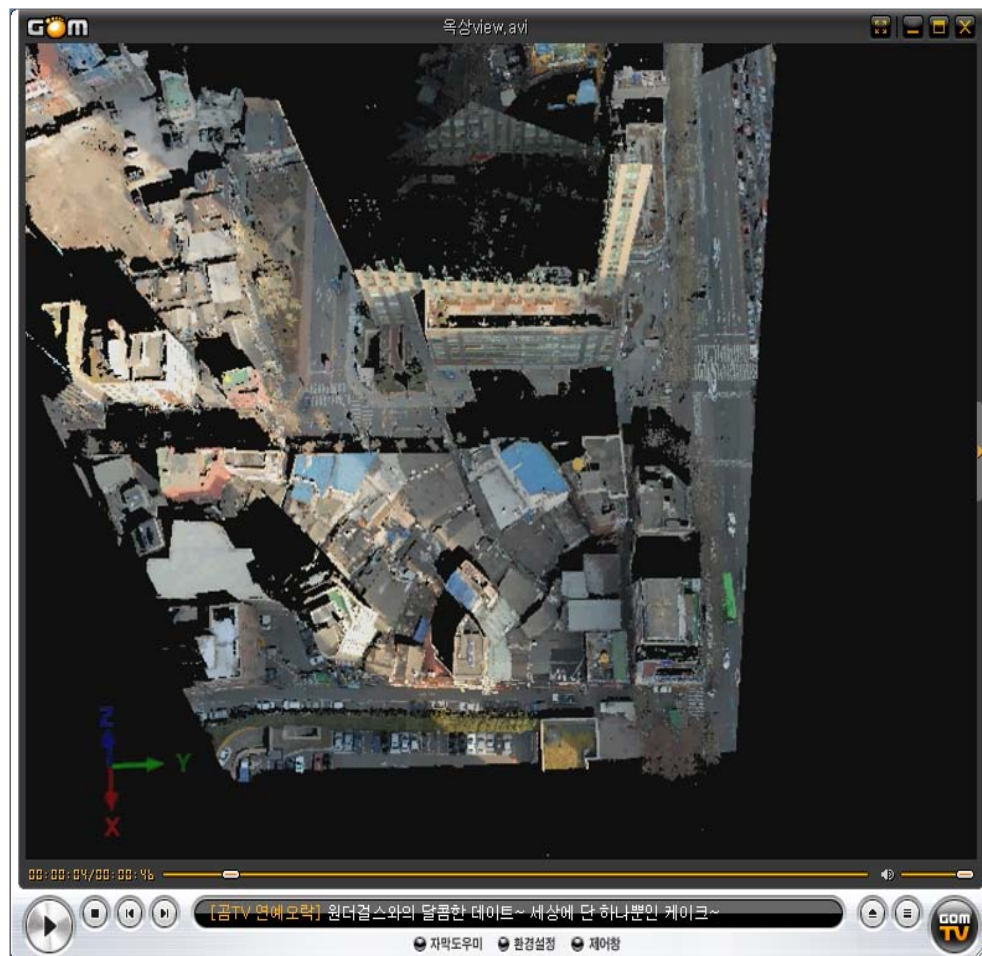 GOM
옥상view.avi
Z
Y
X
00:00:04/00:00:46
[곰TV 연예오락] 원더걸스와의 달콤한 데이트~ 세상에 단 하나뿐인 케이크~
GOM
TV
자막도우미 환경설정 제어창